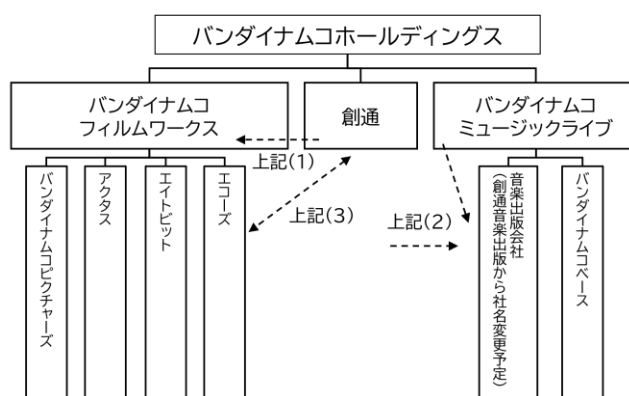 バンダイナムコホールディングス
バンダイナムコ
フィルムワークス
創通
バンダイナムコ
ミュージックライブ
上記(1)
上記(3)
上記(2)
バンダイナムコピクチャーズ
アクタス
エイトビット
エコーズ
音楽出版会社
(創通音楽出版から社名変更予定)
バンダイナムコベース